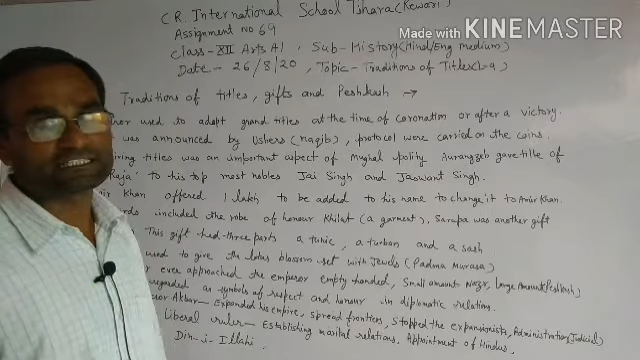 C.R. International School Tihara (Kewasi)
Made with KINEMASTER
Assignment No 69
Class-XII Arts A1, Sub-History (Hind/Eng medium)
Date- 26/8/20, Topic- Traditions of Titles(L-9)
Traditions of titles, gifts and Peshkash →
used to adopt grand titles at the time of coronation or after a victory.
was announced by Ushers (naqib), protocol were carried on the coins.
titles was an important aspect of Mughal Polity Aurangzeb gave title of
Raja' to his top most nobles Jai Singh and Jaswant Singh.
Khan offered 1 lakh to be added to his name to change it to Amir Khan.
included the robe of honour Khilat (a garment), Sarapa was another gift
This gift had three parts a tunic, a turban and a sash
used to give the lotus blossom set with Jewels (Padma Murasa)
ever approached the emperor empty handed, Small amount Nazr, large Amount Peshkash)
regarded as symbols of respect and honour in diplomatic relating.
Akbar- Expanded his empire, spread frontiers, Stopped the expansionists, Administration, Judicial)
Liberal ruler- Establishing marital relations, Appointment of Hindus,
Din-i-Illahi.